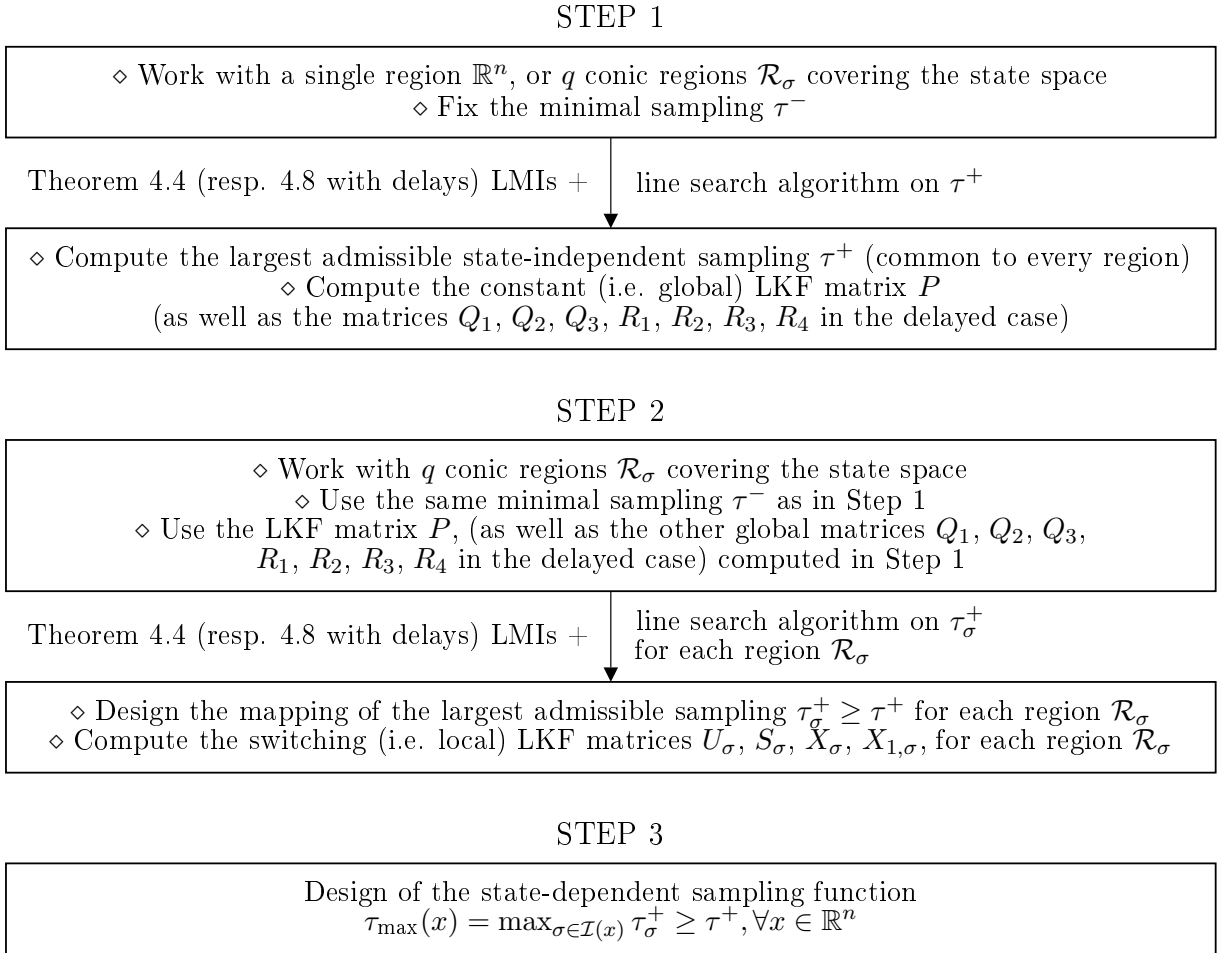 STEP 1
⋄ Work with a single region ℝⁿ, or q conic regions ℛ_σ covering the state space
⋄ Fix the minimal sampling τ⁻
Theorem 4.4 (resp. 4.8 with delays) LMIs + line search algorithm on τ⁺
⋄ Compute the largest admissible state-independent sampling τ⁺ (common to every region)
⋄ Compute the constant (i.e. global) LKF matrix P
(as well as the matrices Q₁, Q₂, Q₃, R₁, R₂, R₃, R₄ in the delayed case)
STEP 2
⋄ Work with q conic regions ℛ_σ covering the state space
⋄ Use the same minimal sampling τ⁻ as in Step 1
⋄ Use the LKF matrix P, (as well as the other global matrices Q₁, Q₂, Q₃,
R₁, R₂, R₃, R₄ in the delayed case) computed in Step 1
Theorem 4.4 (resp. 4.8 with delays) LMIs +
line search algorithm on τ_σ⁺
for each region ℛ_σ
⋄ Design the mapping of the largest admissible sampling τ_σ⁺ ≥ τ⁺ for each region ℛ_σ
⋄ Compute the switching (i.e. local) LKF matrices U_σ, S_σ, X_σ, X_{1,σ}, for each region ℛ_σ
STEP 3
Design of the state-dependent sampling function
τ_max(x) = max_{σ∈ℐ(x)} τ_σ⁺ ≥ τ⁺, ∀x ∈ ℝⁿ